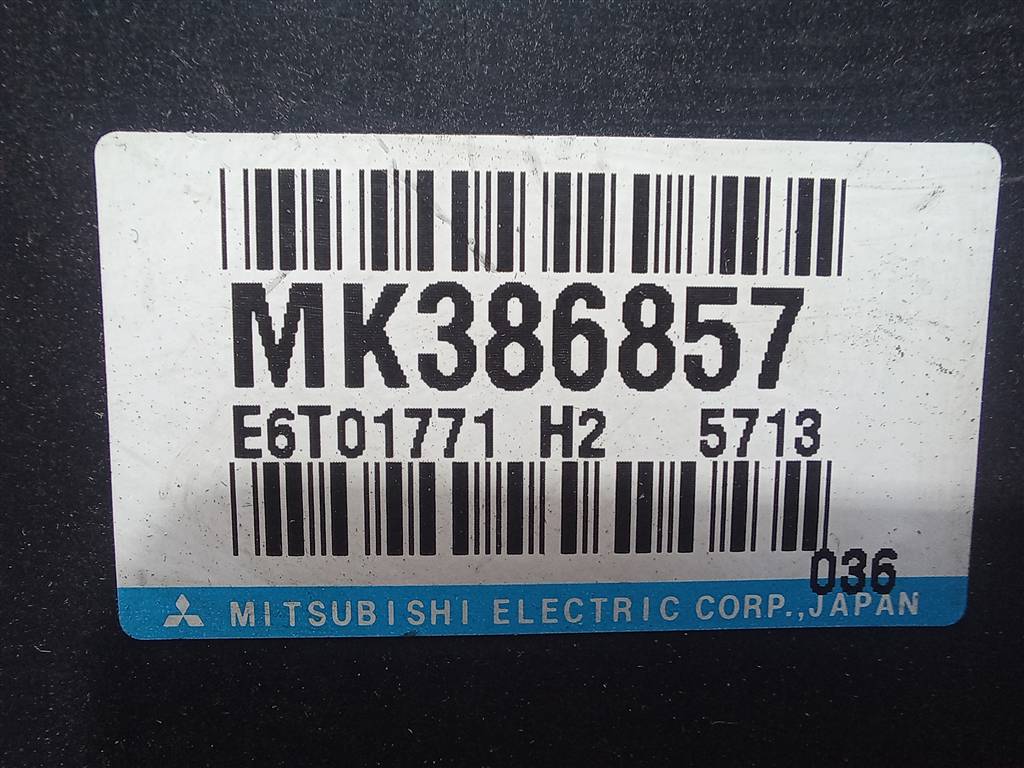 MK386857
E6T01771 H2 5713
036
MITSUBISHI ELECTRIC CORP.,JAPAN